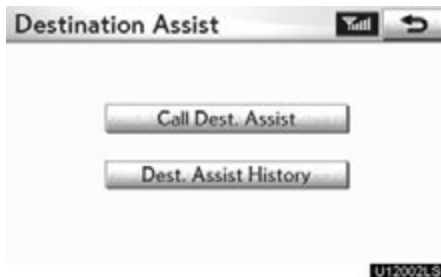 Destination Assist
Call Dest. Assist
Dest. Assist History
U12002LS